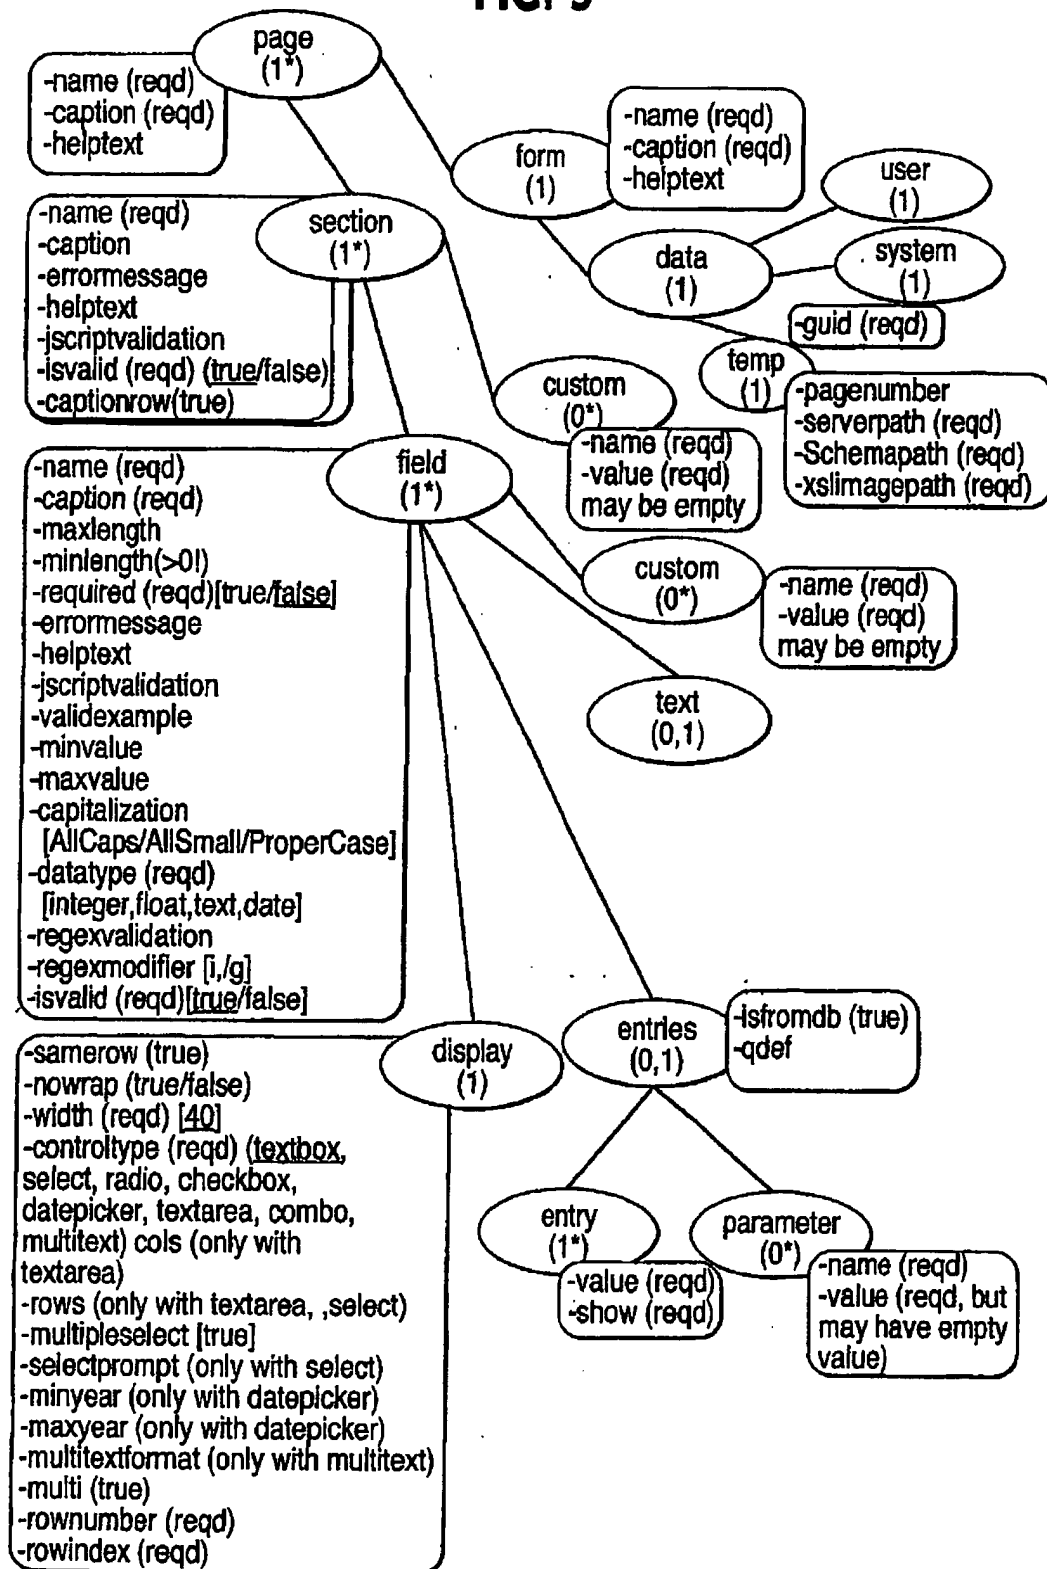 page
(1*)
-name (reqd)
-caption (reqd)
-helptext
form
(1)
-name (reqd)
-caption (reqd)
-helptext
user
(1)
section
(1*)
-name (reqd)
-caption
-errormessage
-helptext
-jscriptvalidation
-isvalid (reqd) (true/false)
-captionrow(true)
data
(1)
system
(1)
-guid (reqd)
temp
(1)
-pagenumber
-serverpath (reqd)
-Schemapath (reqd)
-xslimagepath (reqd)
custom
(0*)
-name (reqd)
-value (reqd)
may be empty
field
(1*)
-name (reqd)
-caption (reqd)
-maxlength
-minlength(>0!)
-required (reqd)[true/false]
-errormessage
-helptext
-jscriptvalidation
-validexample
-minvalue
-maxvalue
-capitalization
[AllCaps/AllSmall/ProperCase]
-datatype (reqd)
[integer,float,text,date]
-regexvalidation
-regexmodifier [i,/g]
-isvalid (reqd)[true/false]
custom
(0*)
-name (reqd)
-value (reqd)
may be empty
text
(0,1)
display
(1)
-samerow (true)
-nowrap (true/false)
-width (reqd) [40]
-controltype (reqd) (textbox,
select, radio, checkbox,
datepicker, textarea, combo,
multitext) cols (only with
textarea)
-rows (only with textarea, ,select)
-multipleselect [true]
-selectprompt (only with select)
-minyear (only with datepicker)
-maxyear (only with datepicker)
-multitextformat (only with multitext)
-multi (true)
-rownumber (reqd)
-rowindex (reqd)
entries
(0,1)
-isfromdb (true)
-qdef
entry
(1*)
-value (reqd)
-show (reqd)
parameter
(0*)
-name (reqd)
-value (reqd, but
may have empty
value)